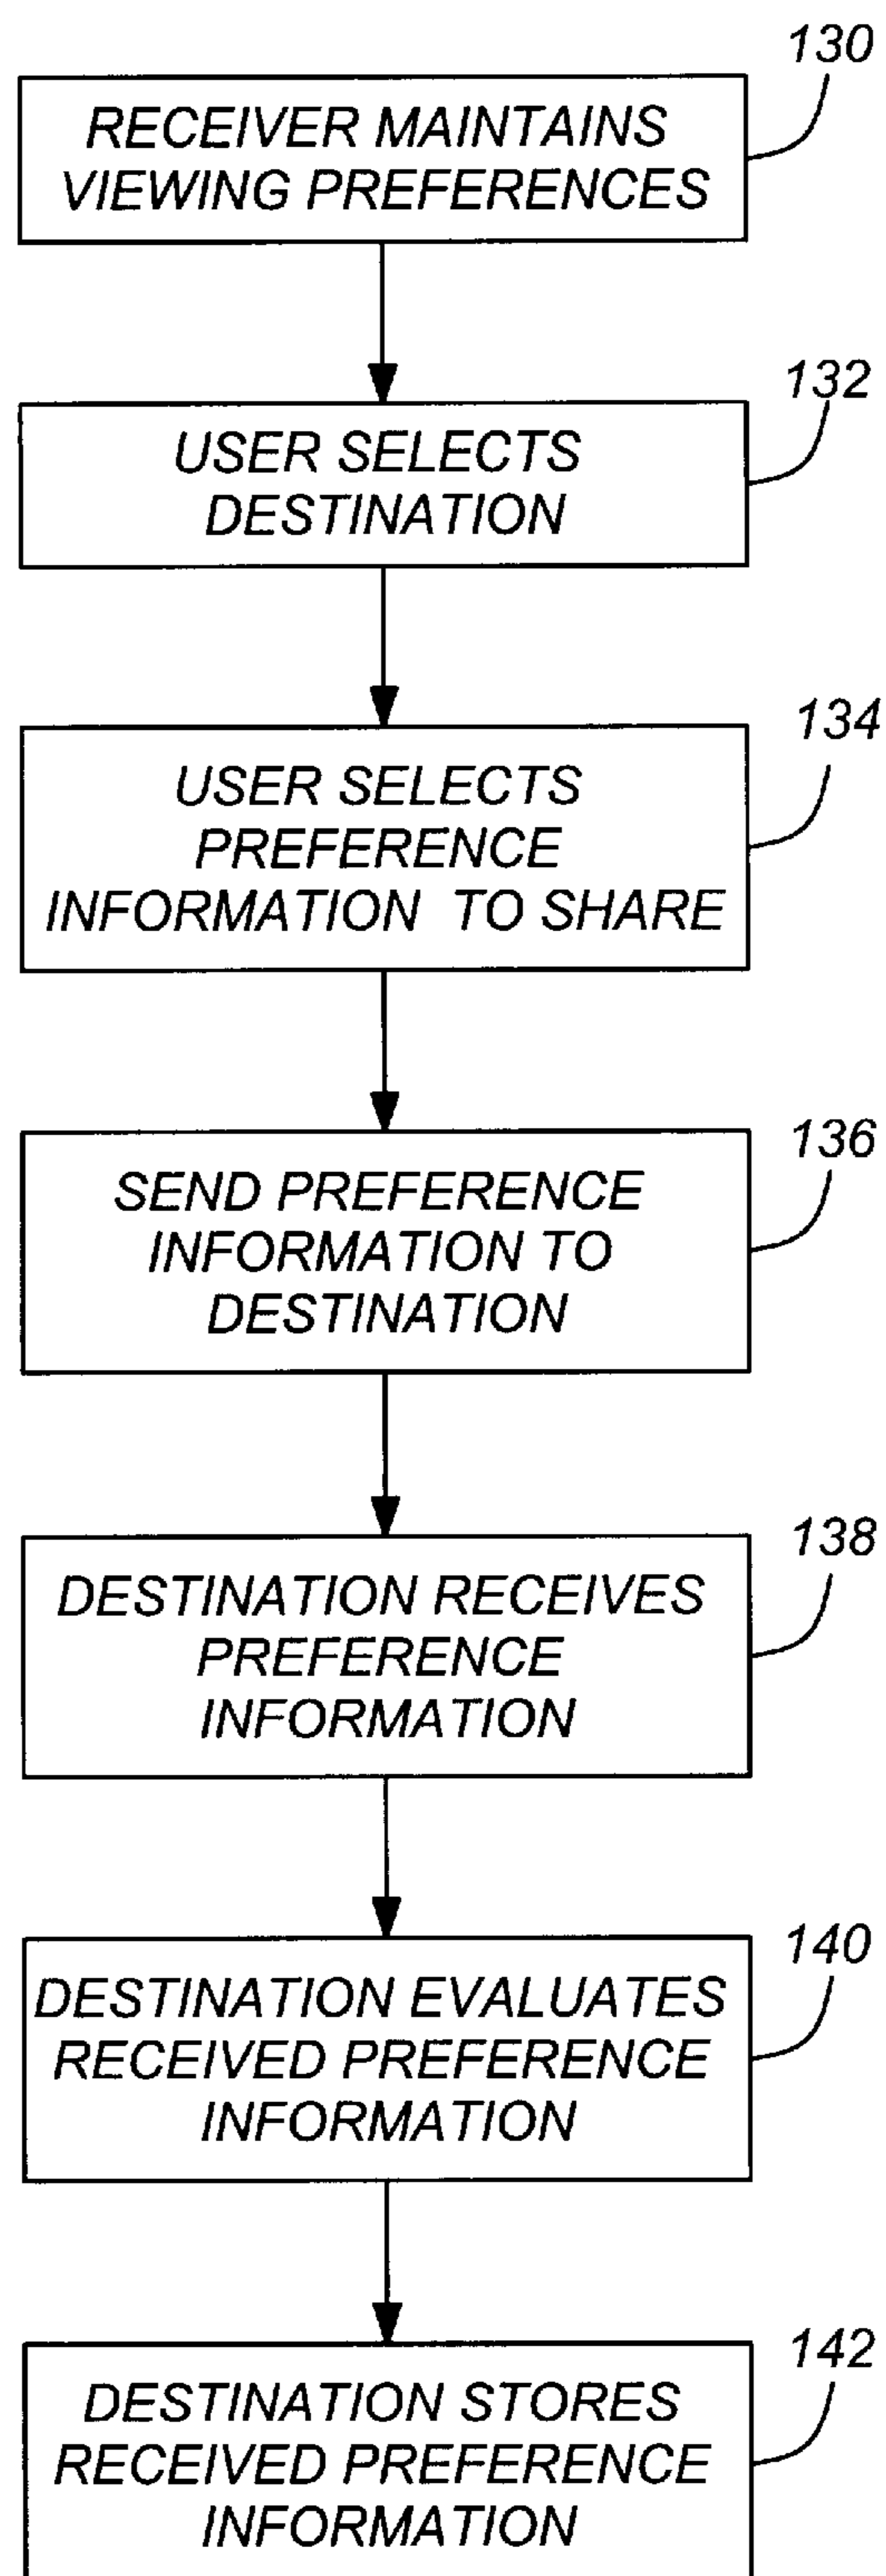 130
RECEIVER MAINTAINS
VIEWING PREFERENCES
132
USER SELECTS
DESTINATION
134
USER SELECTS
PREFERENCE
INFORMATION TO SHARE
136
SEND PREFERENCE
INFORMATION TO
DESTINATION
138
DESTINATION RECEIVES
PREFERENCE
INFORMATION
140
DESTINATION EVALUATES
RECEIVED PREFERENCE
INFORMATION
142
DESTINATION STORES
RECEIVED PREFERENCE
INFORMATION